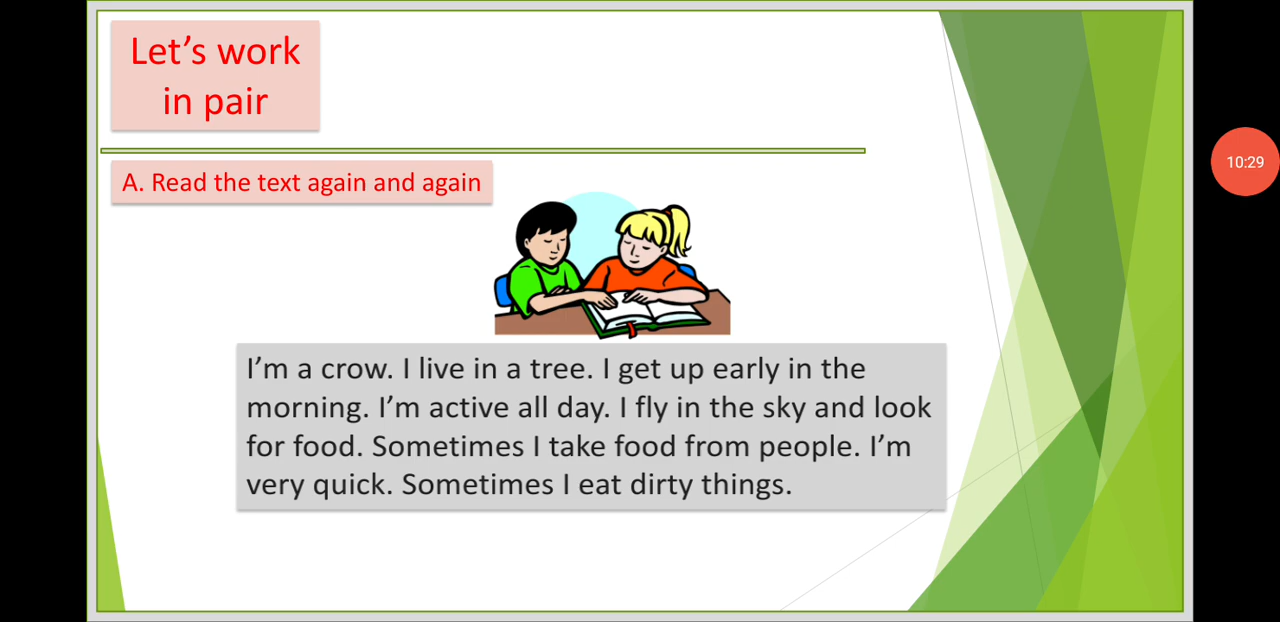 Let’s work
in pair
10:29
A. Read the text again and again
I’m a crow. I live in a tree. I get up early in the
morning. I’m active all day. I fly in the sky and look
for food. Sometimes I take food from people. I’m
very quick. Sometimes I eat dirty things.